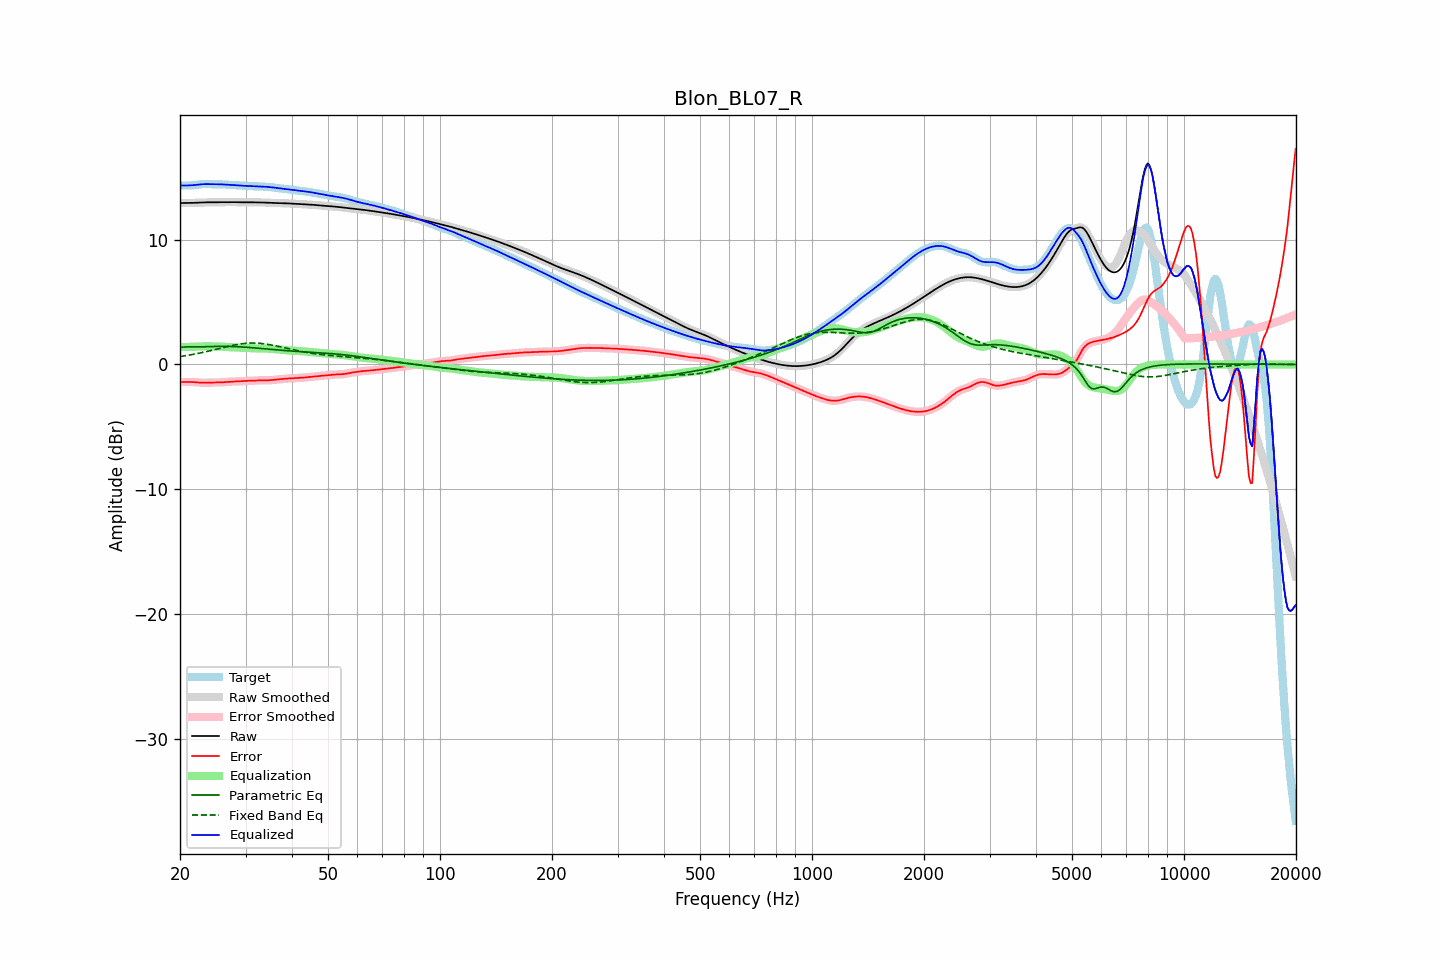 Blon_BL07_R
Amplitude (dBr)
10
0
−10
−20
−30
Target
Raw Smoothed
Error Smoothed
Raw
Error
Equalization
Parametric Eq
Fixed Band Eq
Equalized
20 50 100 200 500 1000 2000 5000 10000 20000
Frequency (Hz)